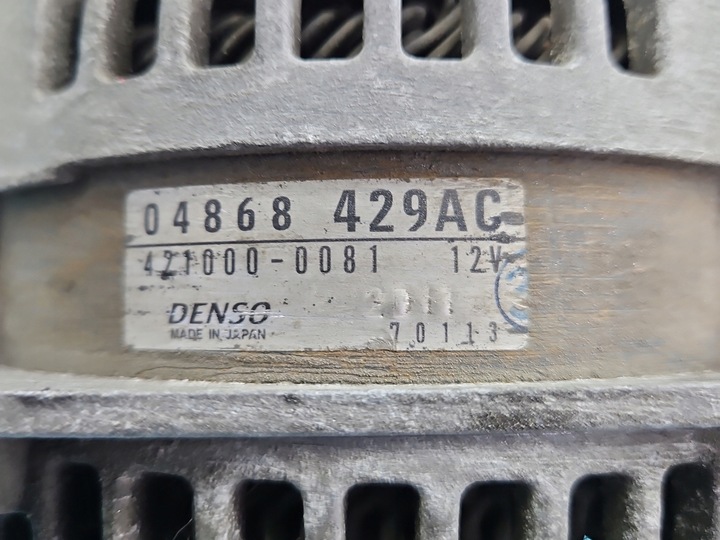 04868 429AC
421000-0081 12V
DENSO
MADE IN JAPAN
70113